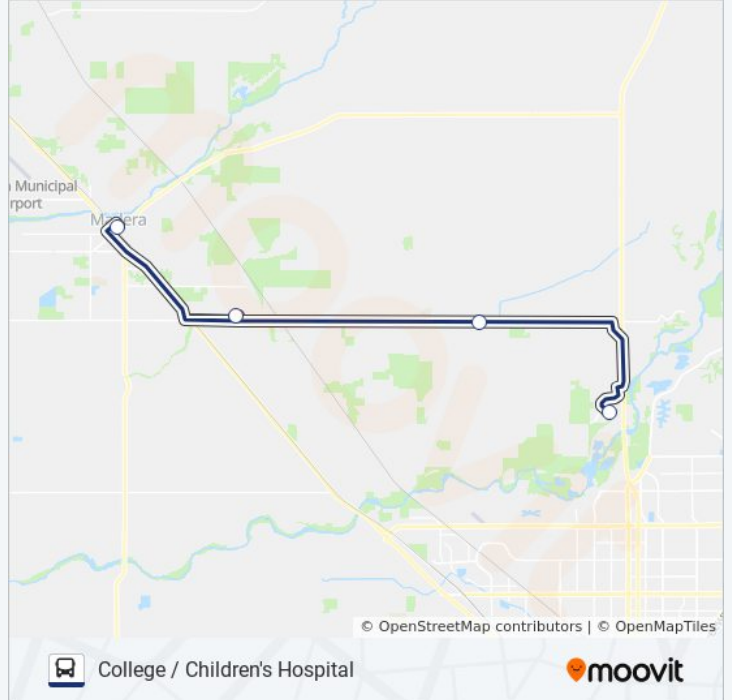 Municipal
rport
Madera
© OpenStreetMap contributors | © OpenMapTiles
College / Children's Hospital
moovit